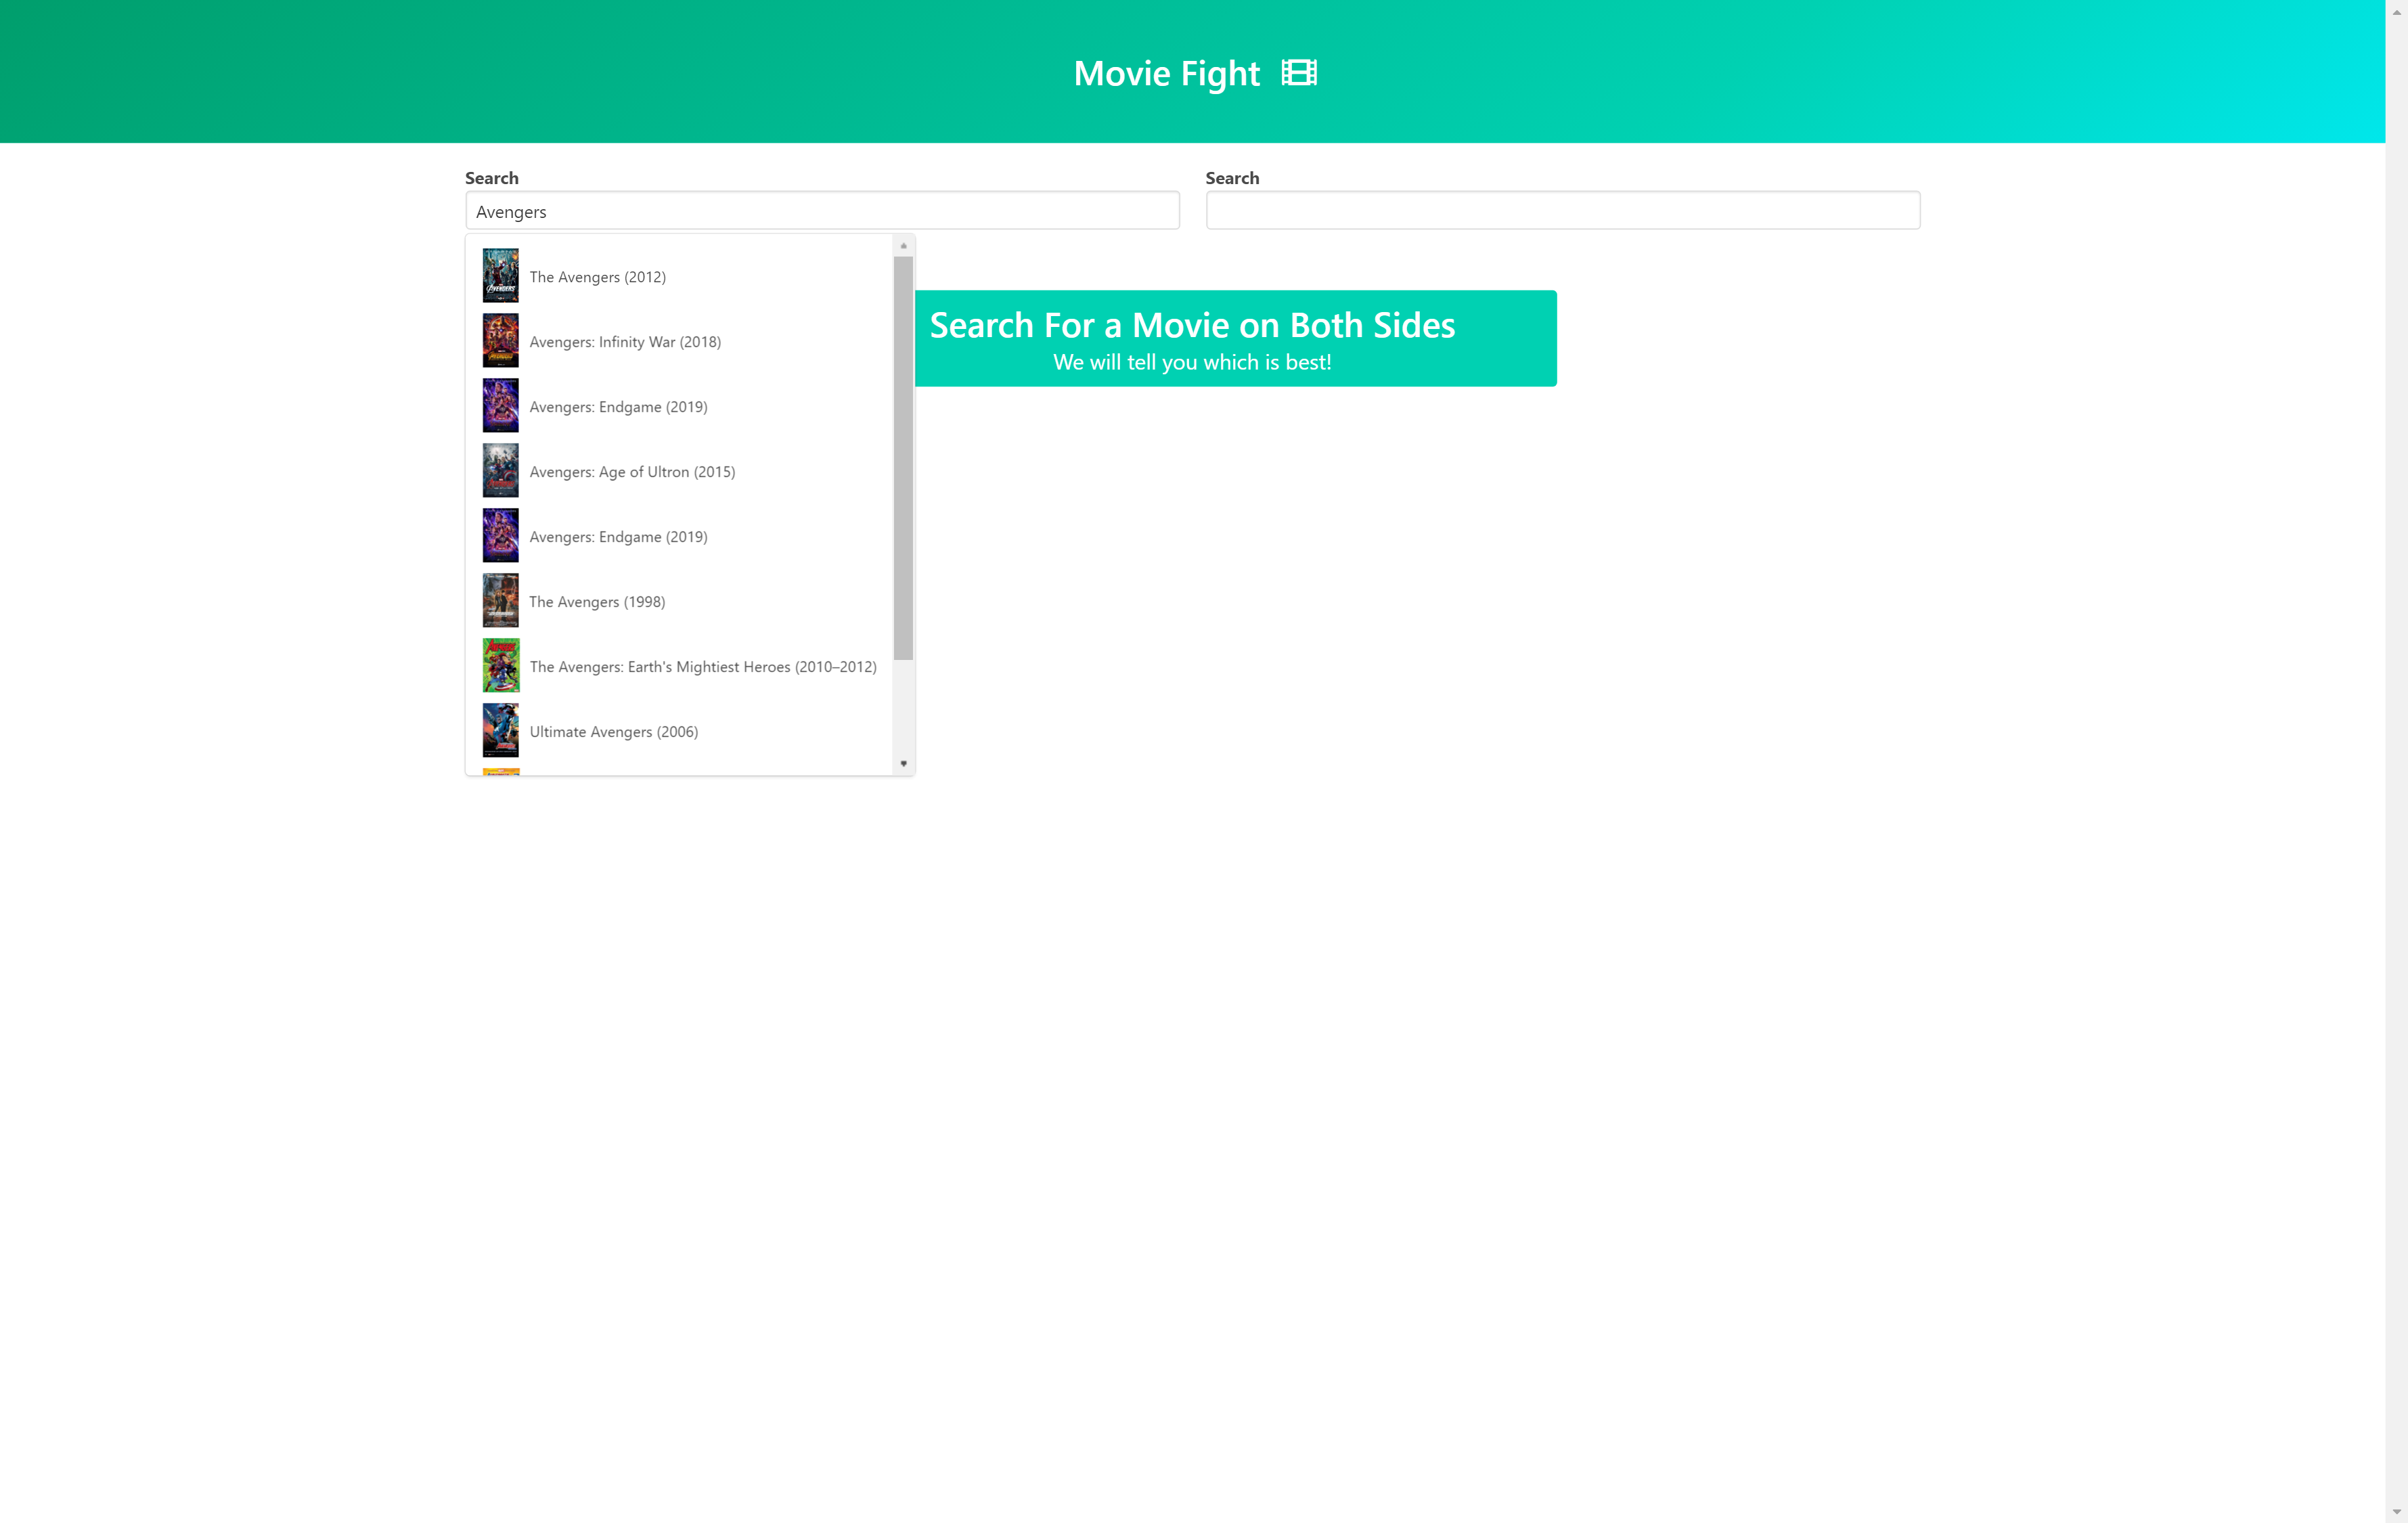 Movie Fight
Search
Avengers
The Avengers (2012)
Avengers: Infinity War (2018)
Avengers: Endgame (2019)
Avengers: Age of Ultron (2015)
Avengers: Endgame (2019)
The Avengers (1998)
The Avengers: Earth's Mightiest Heroes (2010–2012)
Ultimate Avengers (2006)
Search
Search For a Movie on Both Sides
We will tell you which is best!